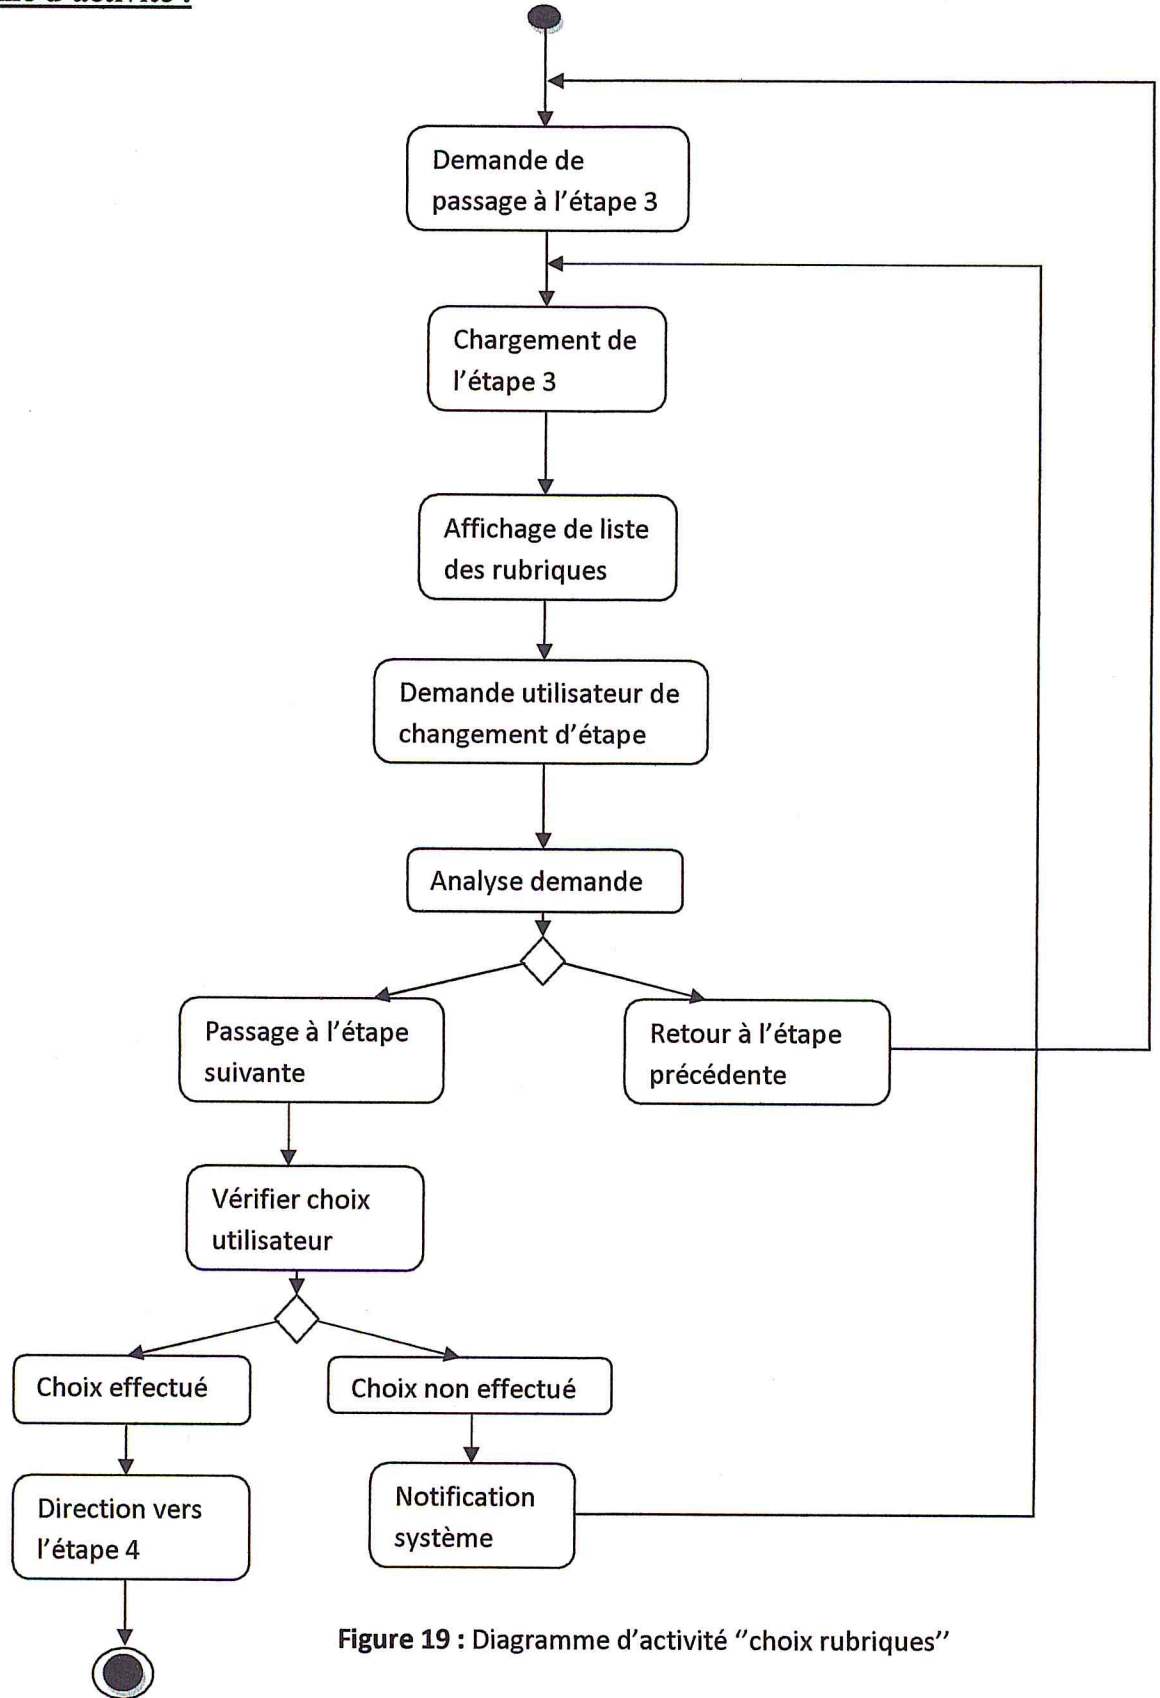 d'activité :
Demande de
passage à l'étape 3
Chargement de
l'étape 3
Affichage de liste
des rubriques
Demande utilisateur de
changement d'étape
Analyse demande
Passage à l'étape
suivante
Retour à l'étape
précédente
Vérifier choix
utilisateur
Choix effectué
Choix non effectué
Direction vers
l'étape 4
Notification
système
Figure 19 : Diagramme d'activité ‘’choix rubriques’’